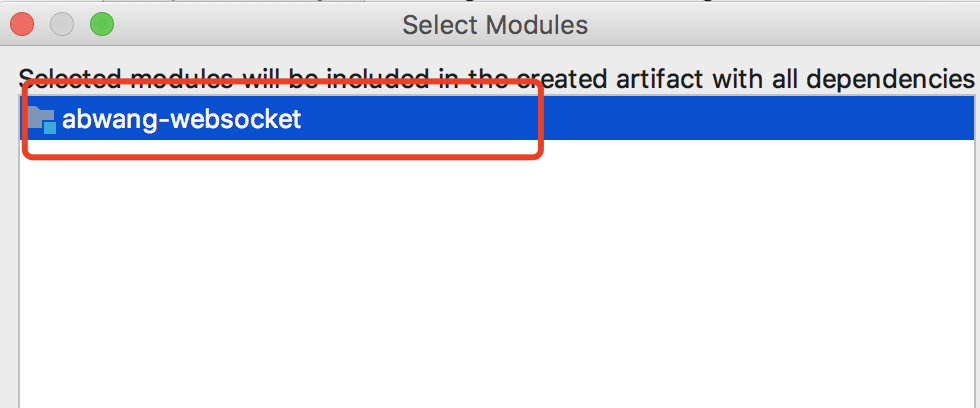 Select Modules
Selected modules will be included in the created artifact with all dependencies
abwang-websocket